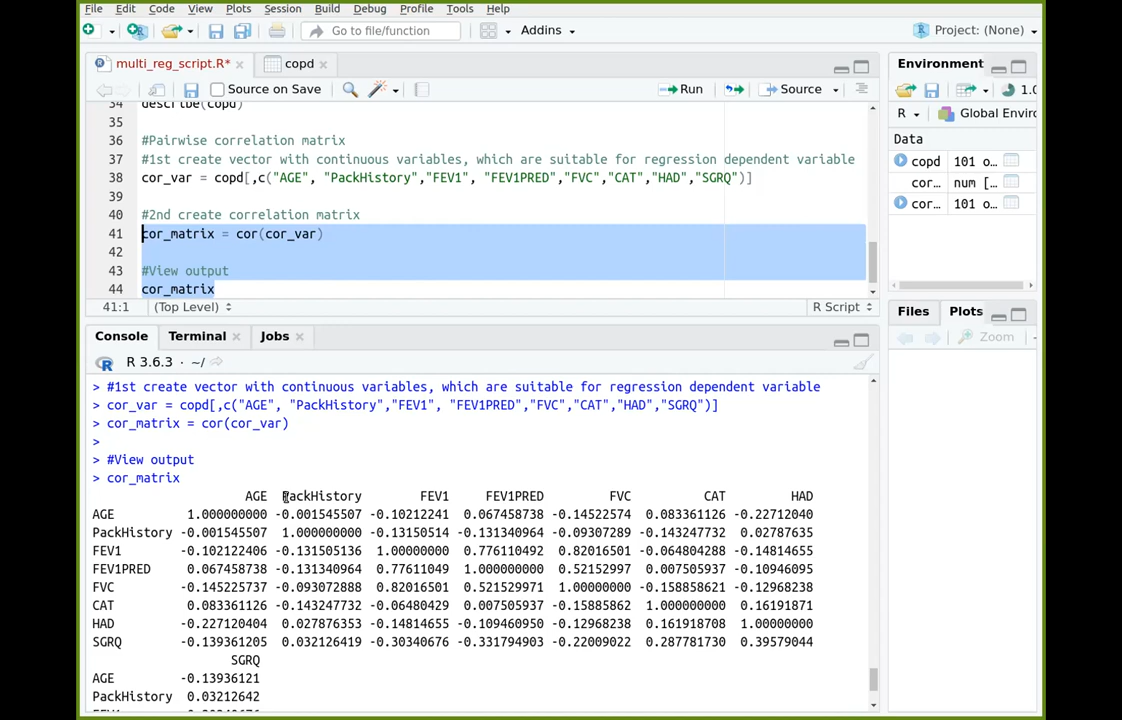 File Edit Code View Plots Session Build Debug Profile Tools Help
Go to file/function Addins Project: (None)
multi_reg_script.R* copd
Source on Save Run Source
34 describe(copd)
35
36 #Pairwise correlation matrix
37 #1st create vector with continuous variables, which are suitable for regression dependent variable
38 cor_var = copd[,c("AGE", "PackHistory","FEV1", "FEV1PRED","FVC","CAT","HAD","SGRQ")]
39
40 #2nd create correlation matrix
41 cor_matrix = cor(cor_var)
42
43 #View output
44 cor_matrix
41:1 (Top Level) R Script
Console Terminal Jobs
R 3.6.3 · ~/
> #1st create vector with continuous variables, which are suitable for regression dependent variable
> cor_var = copd[,c("AGE", "PackHistory","FEV1", "FEV1PRED","FVC","CAT","HAD","SGRQ")]
> cor_matrix = cor(cor_var)
>
> #View output
> cor_matrix
AGE PackHistory FEV1 FEV1PRED FVC CAT HAD
AGE 1.000000000 -0.001545507 -0.10212241 0.067458738 -0.14522574 0.083361126 -0.22712040
PackHistory -0.001545507 1.000000000 -0.13150514 -0.131340964 -0.09307289 -0.143247732 0.02787635
FEV1 -0.102122406 -0.131505136 1.00000000 0.776110492 0.82016501 -0.064804288 -0.14814655
FEV1PRED 0.067458738 -0.131340964 0.77611049 1.000000000 0.52152997 0.007505937 -0.10946095
FVC -0.145225737 -0.093072888 0.82016501 0.521529971 1.00000000 -0.158858621 -0.12968238
CAT 0.083361126 -0.143247732 -0.06480429 0.007505937 -0.15885862 1.000000000 0.16191871
HAD -0.227120404 0.027876353 -0.14814655 -0.109460950 -0.12968238 0.161918708 1.00000000
SGRQ -0.139361205 0.032126419 -0.30340676 -0.331794903 -0.22009022 0.287781730 0.39579044
SGRQ
AGE -0.13936121
PackHistory 0.03212642
Environment
1.0
R Global Enviro
Data
copd 101 o…
cor… num [… 
cor… 101 o…
Files Plots
Zoom